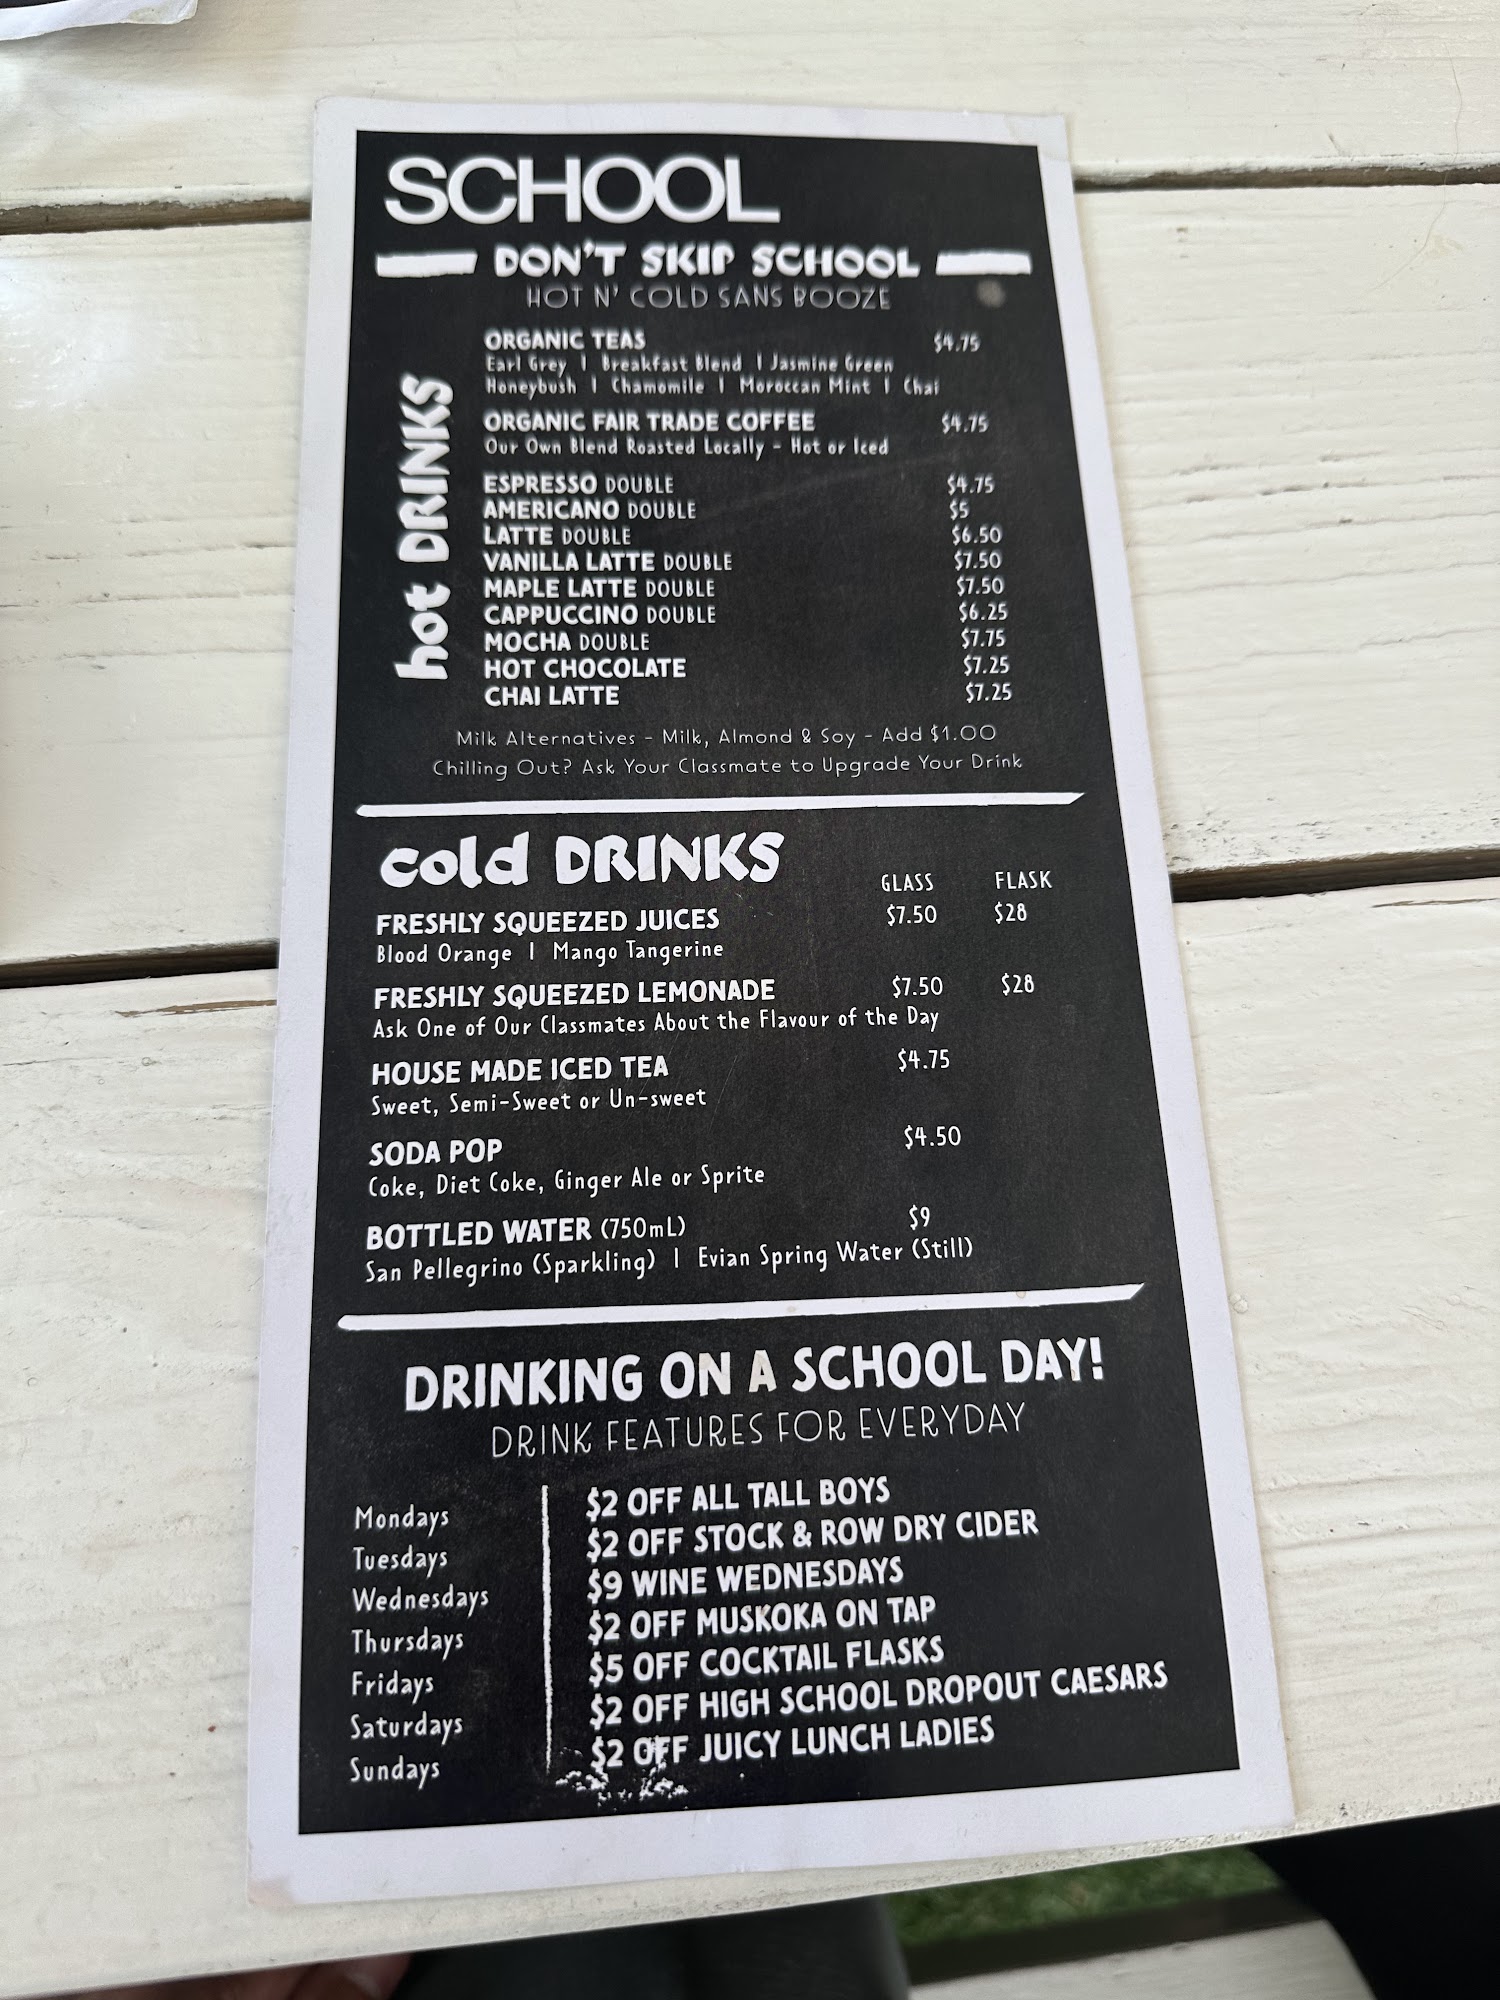 SCHOOL
DON'T SKIP SCHOOL
HOT N' COLD SANS BOOZE
hot DRINKS
ORGANIC TEAS $4.75
Earl Grey | Breakfast Blend | Jasmine Green
Honeybush | Chamomile | Moroccan Mint | Chai
ORGANIC FAIR TRADE COFFEE $4.75
Our Own Blend Roasted Locally - Hot or Iced
ESPRESSO DOUBLE $4.75
AMERICANO DOUBLE $5
LATTE DOUBLE $6.50
VANILLA LATTE DOUBLE $7.50
MAPLE LATTE DOUBLE $7.50
CAPPUCCINO DOUBLE $6.25
MOCHA DOUBLE $7.75
HOT CHOCOLATE $7.25
CHAI LATTE $7.25
Milk Alternatives - Milk, Almond & Soy - Add $1.00
Chilling Out? Ask Your Classmate to Upgrade Your Drink
cold DRINKS
GLASS FLASK
FRESHLY SQUEEZED JUICES $7.50 $28
Blood Orange | Mango Tangerine
FRESHLY SQUEEZED LEMONADE $7.50 $28
Ask One of Our Classmates About the Flavour of the Day
HOUSE MADE ICED TEA $4.75
Sweet, Semi-Sweet or Un-sweet
SODA POP $4.50
Coke, Diet Coke, Ginger Ale or Sprite
BOTTLED WATER (750mL) $9
San Pellegrino (Sparkling) | Evian Spring Water (Still)
DRINKING ON A SCHOOL DAY!
DRINK FEATURES FOR EVERYDAY
Mondays $2 OFF ALL TALL BOYS
Tuesdays $2 OFF STOCK & ROW DRY CIDER
Wednesdays $9 WINE WEDNESDAYS
Thursdays $2 OFF MUSKOKA ON TAP
Fridays $5 OFF COCKTAIL FLASKS
Saturdays $2 OFF HIGH SCHOOL DROPOUT CAESARS
Sundays $2 OFF JUICY LUNCH LADIES